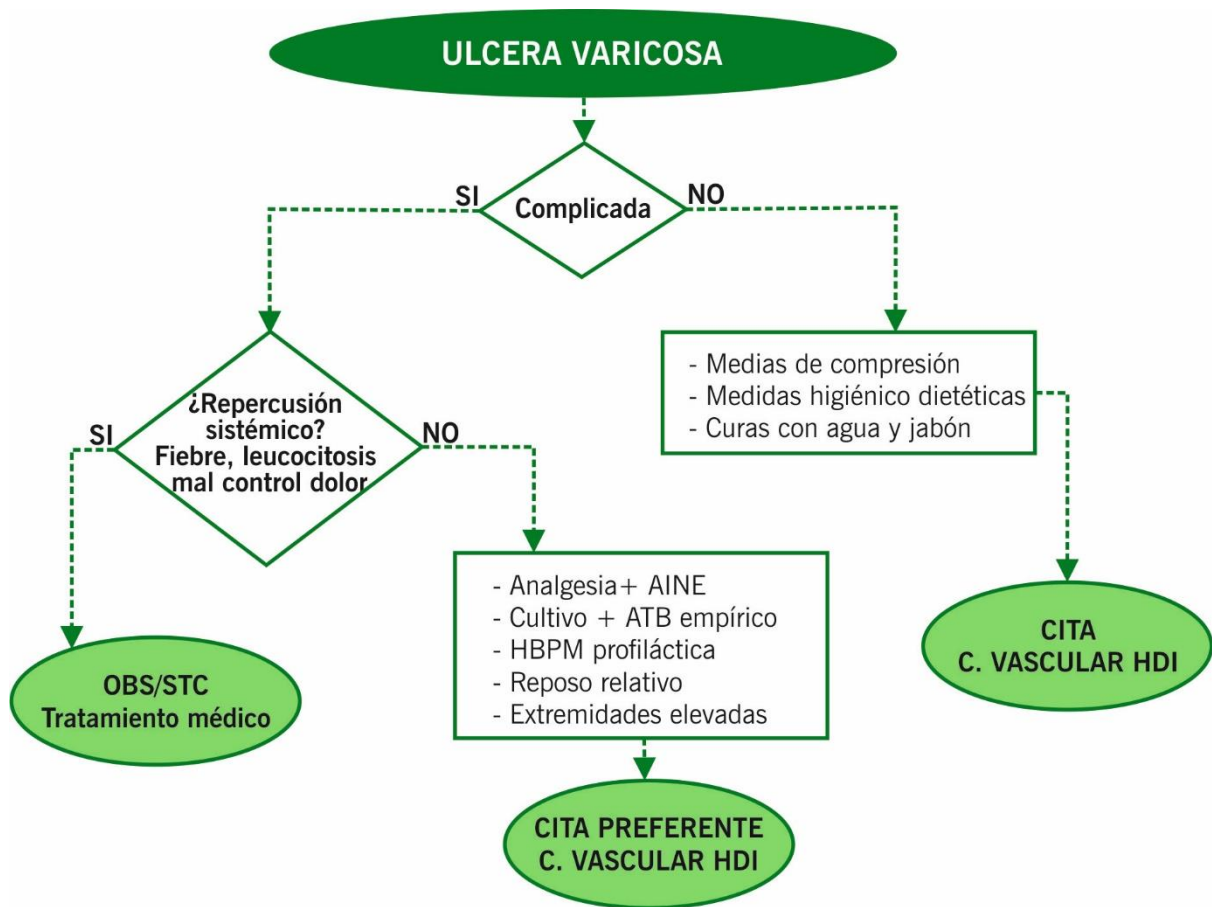 ULCERA VARICOSA
SI
Complicada
NO
- Medias de compresión
- Medidas higiénico dietéticas
- Curas con agua y jabón
SI
¿Repercusión
sistémico?
Fiebre, leucocitosis
mal control dolor
NO
- Analgesia+ AINE
- Cultivo + ATB empírico
- HBPM profiláctica
- Reposo relativo
- Extremidades elevadas
OBS/STC
Tratamiento médico
CITA
C. VASCULAR HDI
CITA PREFERENTE
C. VASCULAR HDI